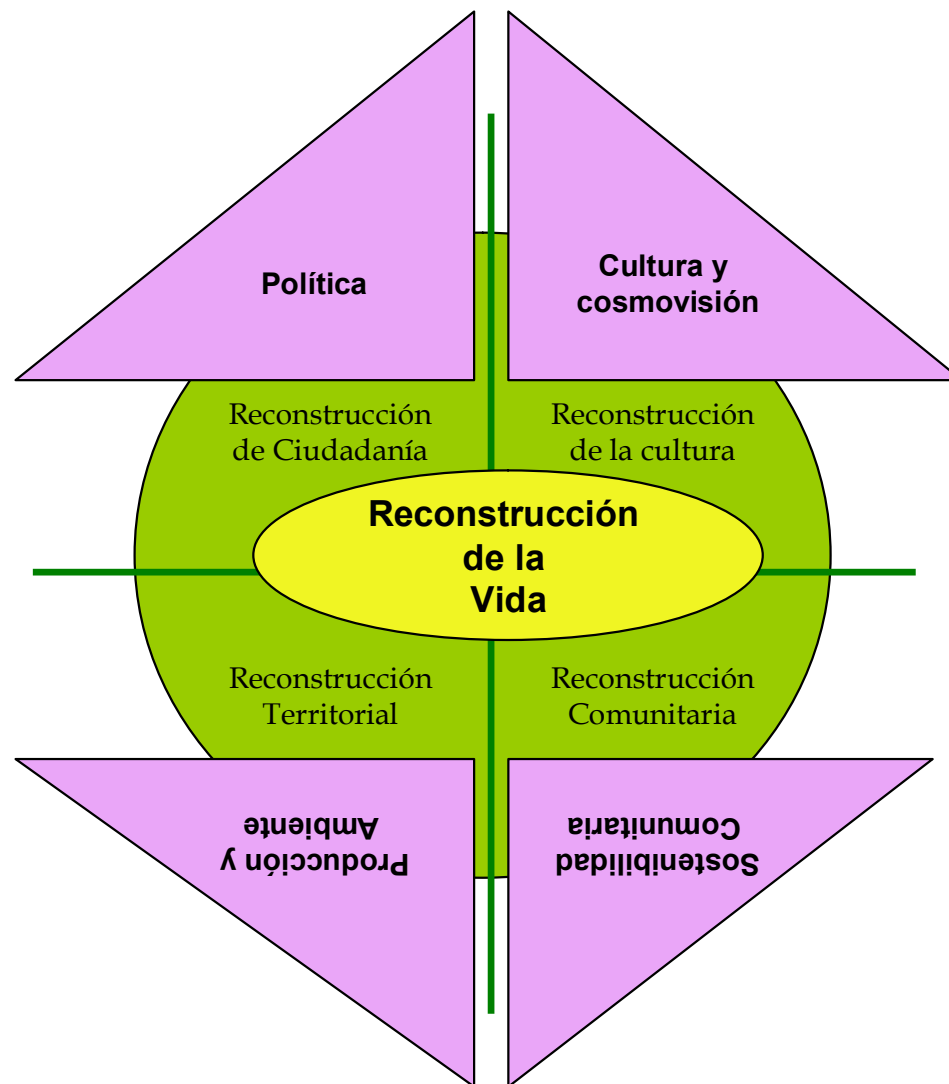 Política
Cultura y
cosmovisión
Reconstrucción
de Ciudadanía
Reconstrucción
de la cultura
Reconstrucción
de la
Vida
Reconstrucción
Territorial
Reconstrucción
Comunitaria
Producción y
Ambiente
Sostenibilidad
Comunitaria